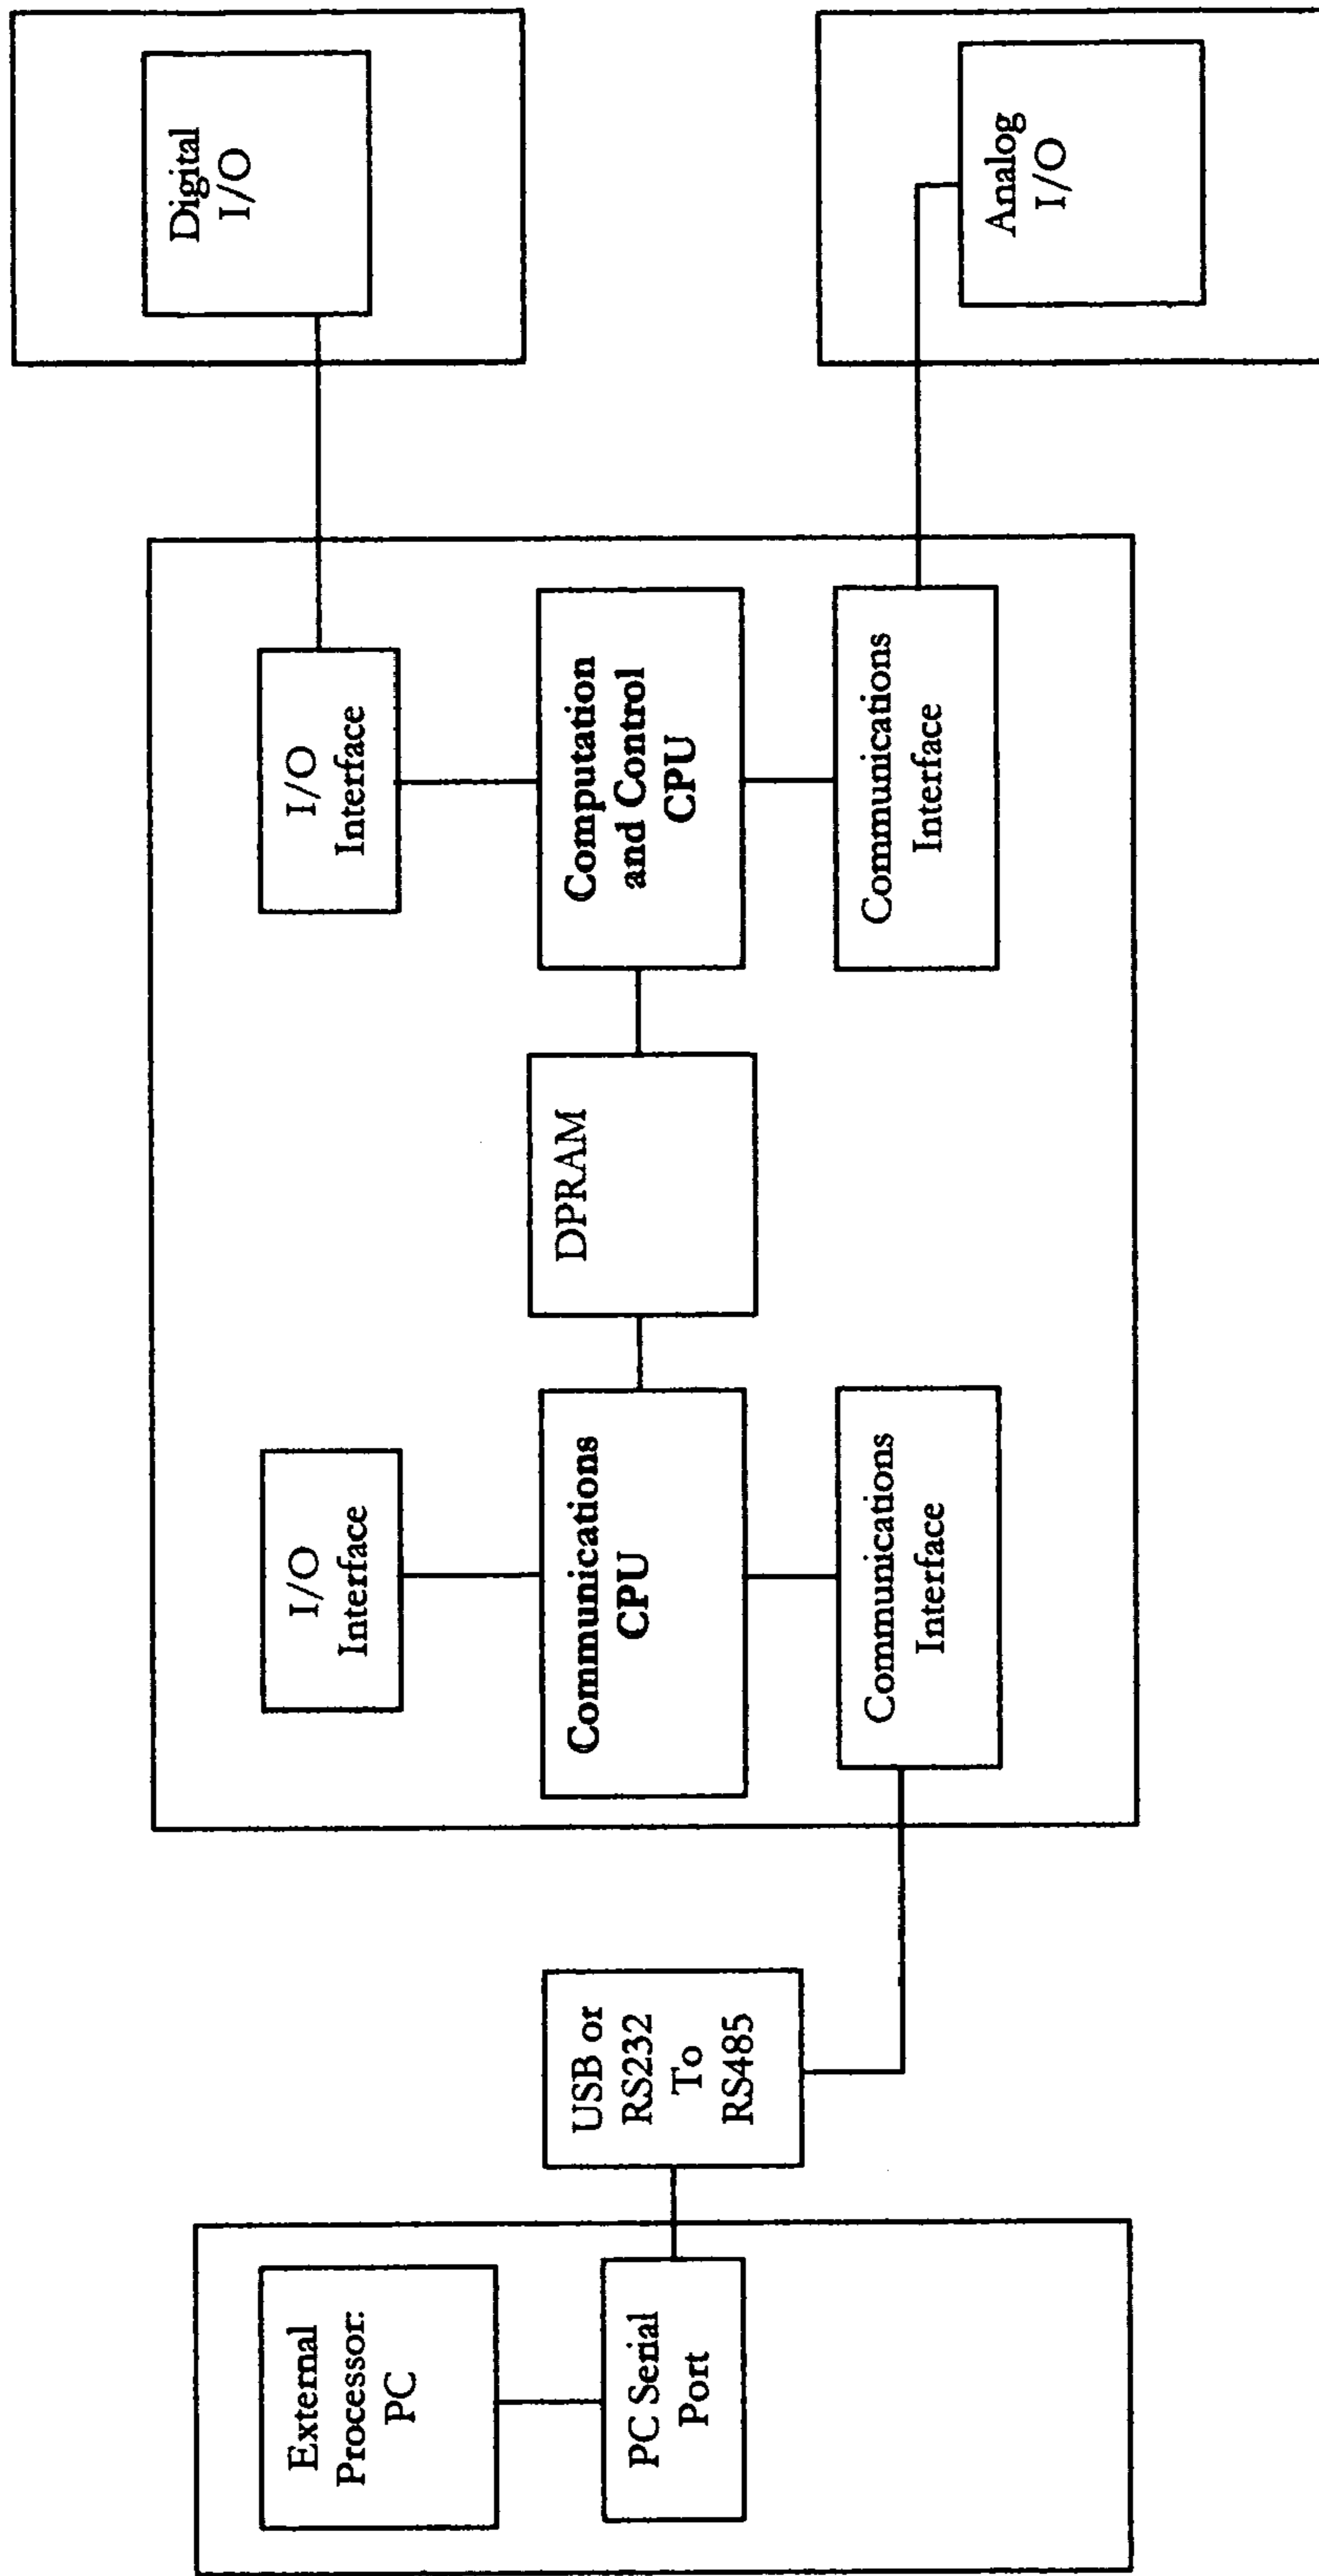 External
Processor:
PC
PC Serial
Port
USB or
RS232
To
RS485
I/O
Interface
Communications
CPU
Communications
Interface
DPRAM
I/O
Interface
Computation
and Control
CPU
Communications
Interface
Digital
I/O
Analog
I/O